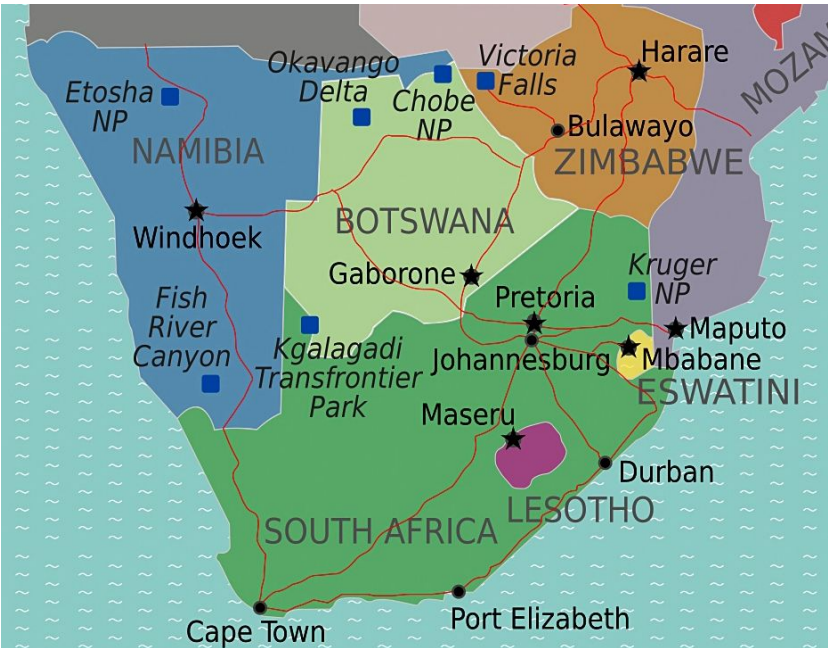 Okavango
Delta
Victoria
Falls
Harare
MOZAM
Etosha
NP
Chobe
NP
Bulawayo
NAMIBIA
ZIMBABWE
BOTSWANA
Windhoek
Gaborone
Kruger
NP
Fish
River
Canyon
Pretoria
Maputo
Kgalagadi
Transfrontier
Park
Johannesburg
Mbabane
ESWATINI
Maseru
Durban
LESOTHO
SOUTH AFRICA
Port Elizabeth
Cape Town